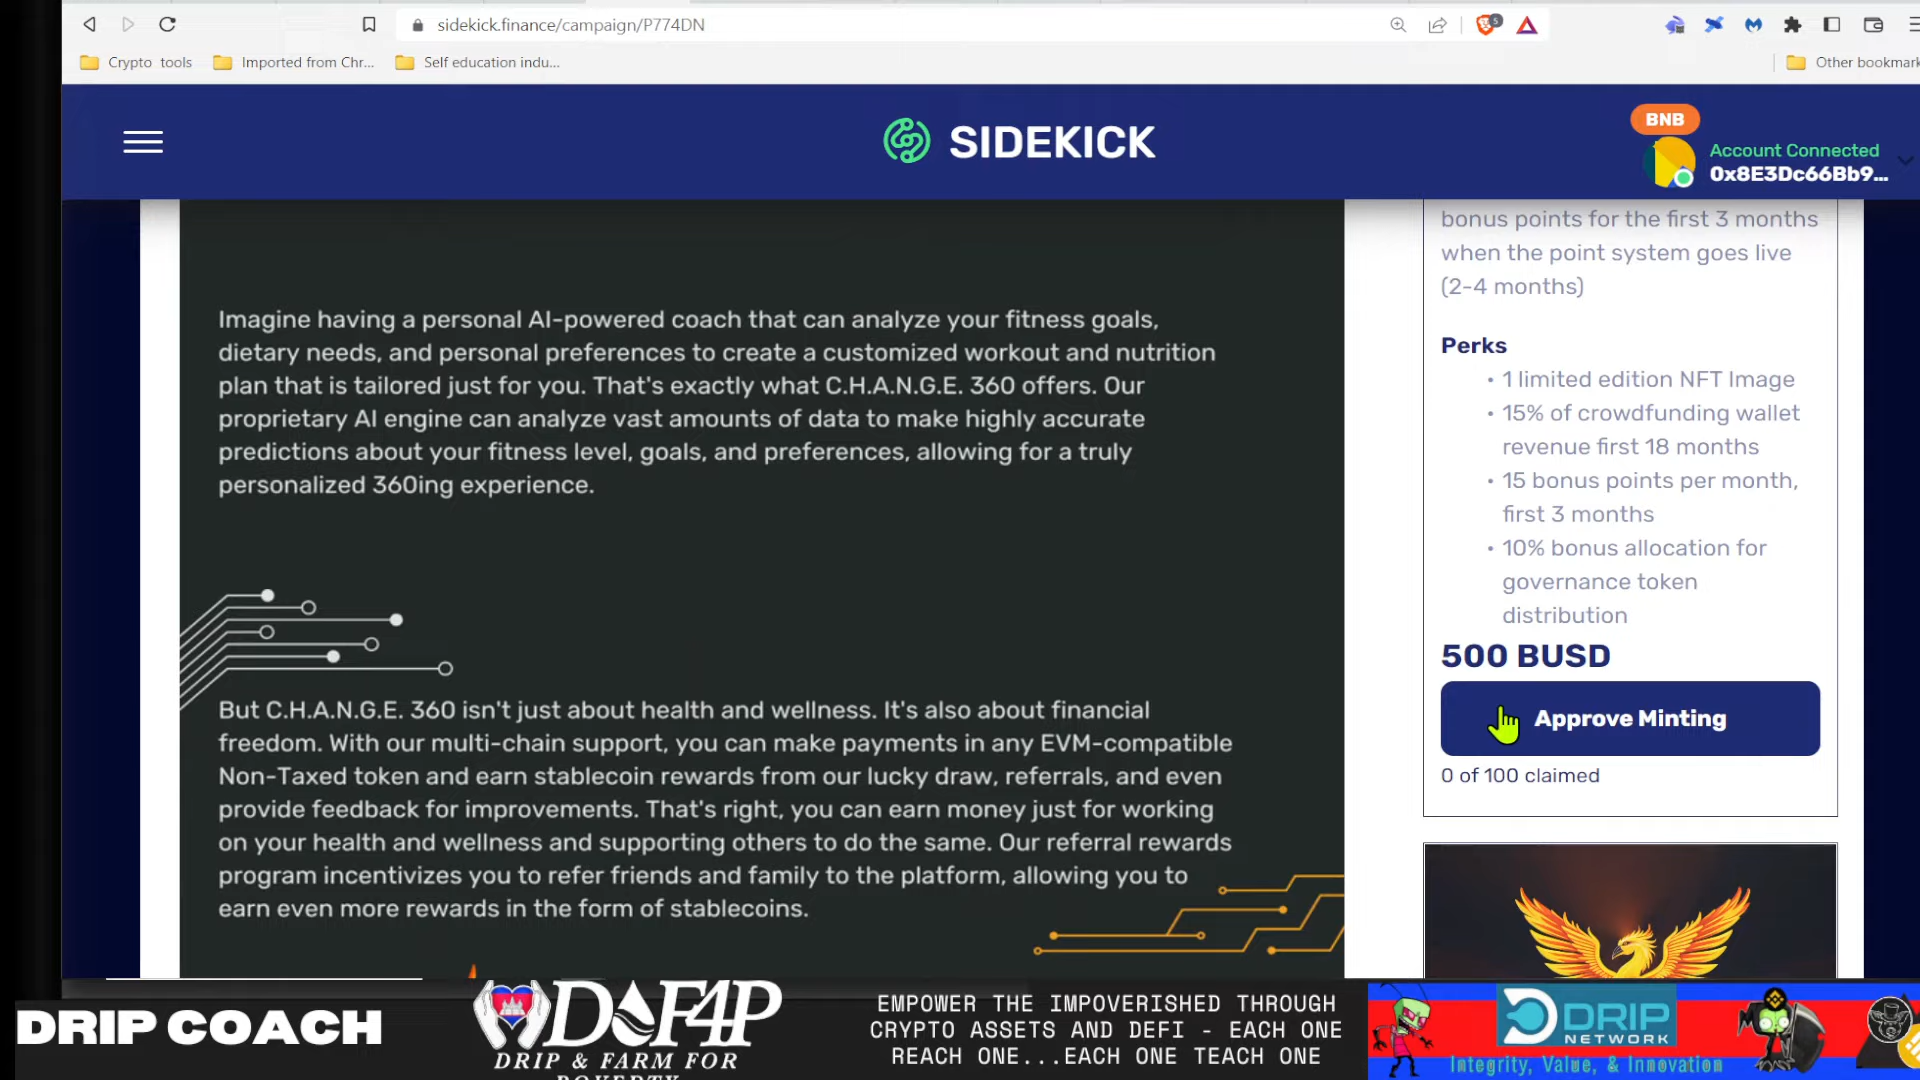 sidekick.finance/campaign/P774DN
5
Crypto tools
Imported from Chr...
Self education indu...
Other bookmark
SIDEKICK
BNB
Account Connected
0x8E3Dc66Bb9...
bonus points for the first 3 months
when the point system goes live
(2-4 months)
Perks
• 1 limited edition NFT Image
• 15% of crowdfunding wallet
revenue first 18 months
• 15 bonus points per month,
first 3 months
• 10% bonus allocation for
governance token
distribution
500 BUSD
Approve Minting
0 of 100 claimed
Imagine having a personal AI-powered coach that can analyze your fitness goals,
dietary needs, and personal preferences to create a customized workout and nutrition
plan that is tailored just for you. That's exactly what C.H.A.N.G.E. 360 offers. Our
proprietary AI engine can analyze vast amounts of data to make highly accurate
predictions about your fitness level, goals, and preferences, allowing for a truly
personalized 360ing experience.
But C.H.A.N.G.E. 360 isn't just about health and wellness. It's also about financial
freedom. With our multi-chain support, you can make payments in any EVM-compatible
Non-Taxed token and earn stablecoin rewards from our lucky draw, referrals, and even
provide feedback for improvements. That's right, you can earn money just for working
on your health and wellness and supporting others to do the same. Our referral rewards
program incentivizes you to refer friends and family to the platform, allowing you to
earn even more rewards in the form of stablecoins.
DRIP COACH
DOF4P
DRIP & FARM FOR
POVERTY
EMPOWER THE IMPOVERISHED THROUGH
CRYPTO ASSETS AND DEFI - EACH ONE
REACH ONE...EACH ONE TEACH ONE
DRIP
NETWORK
Integrity, Value, & Innovation